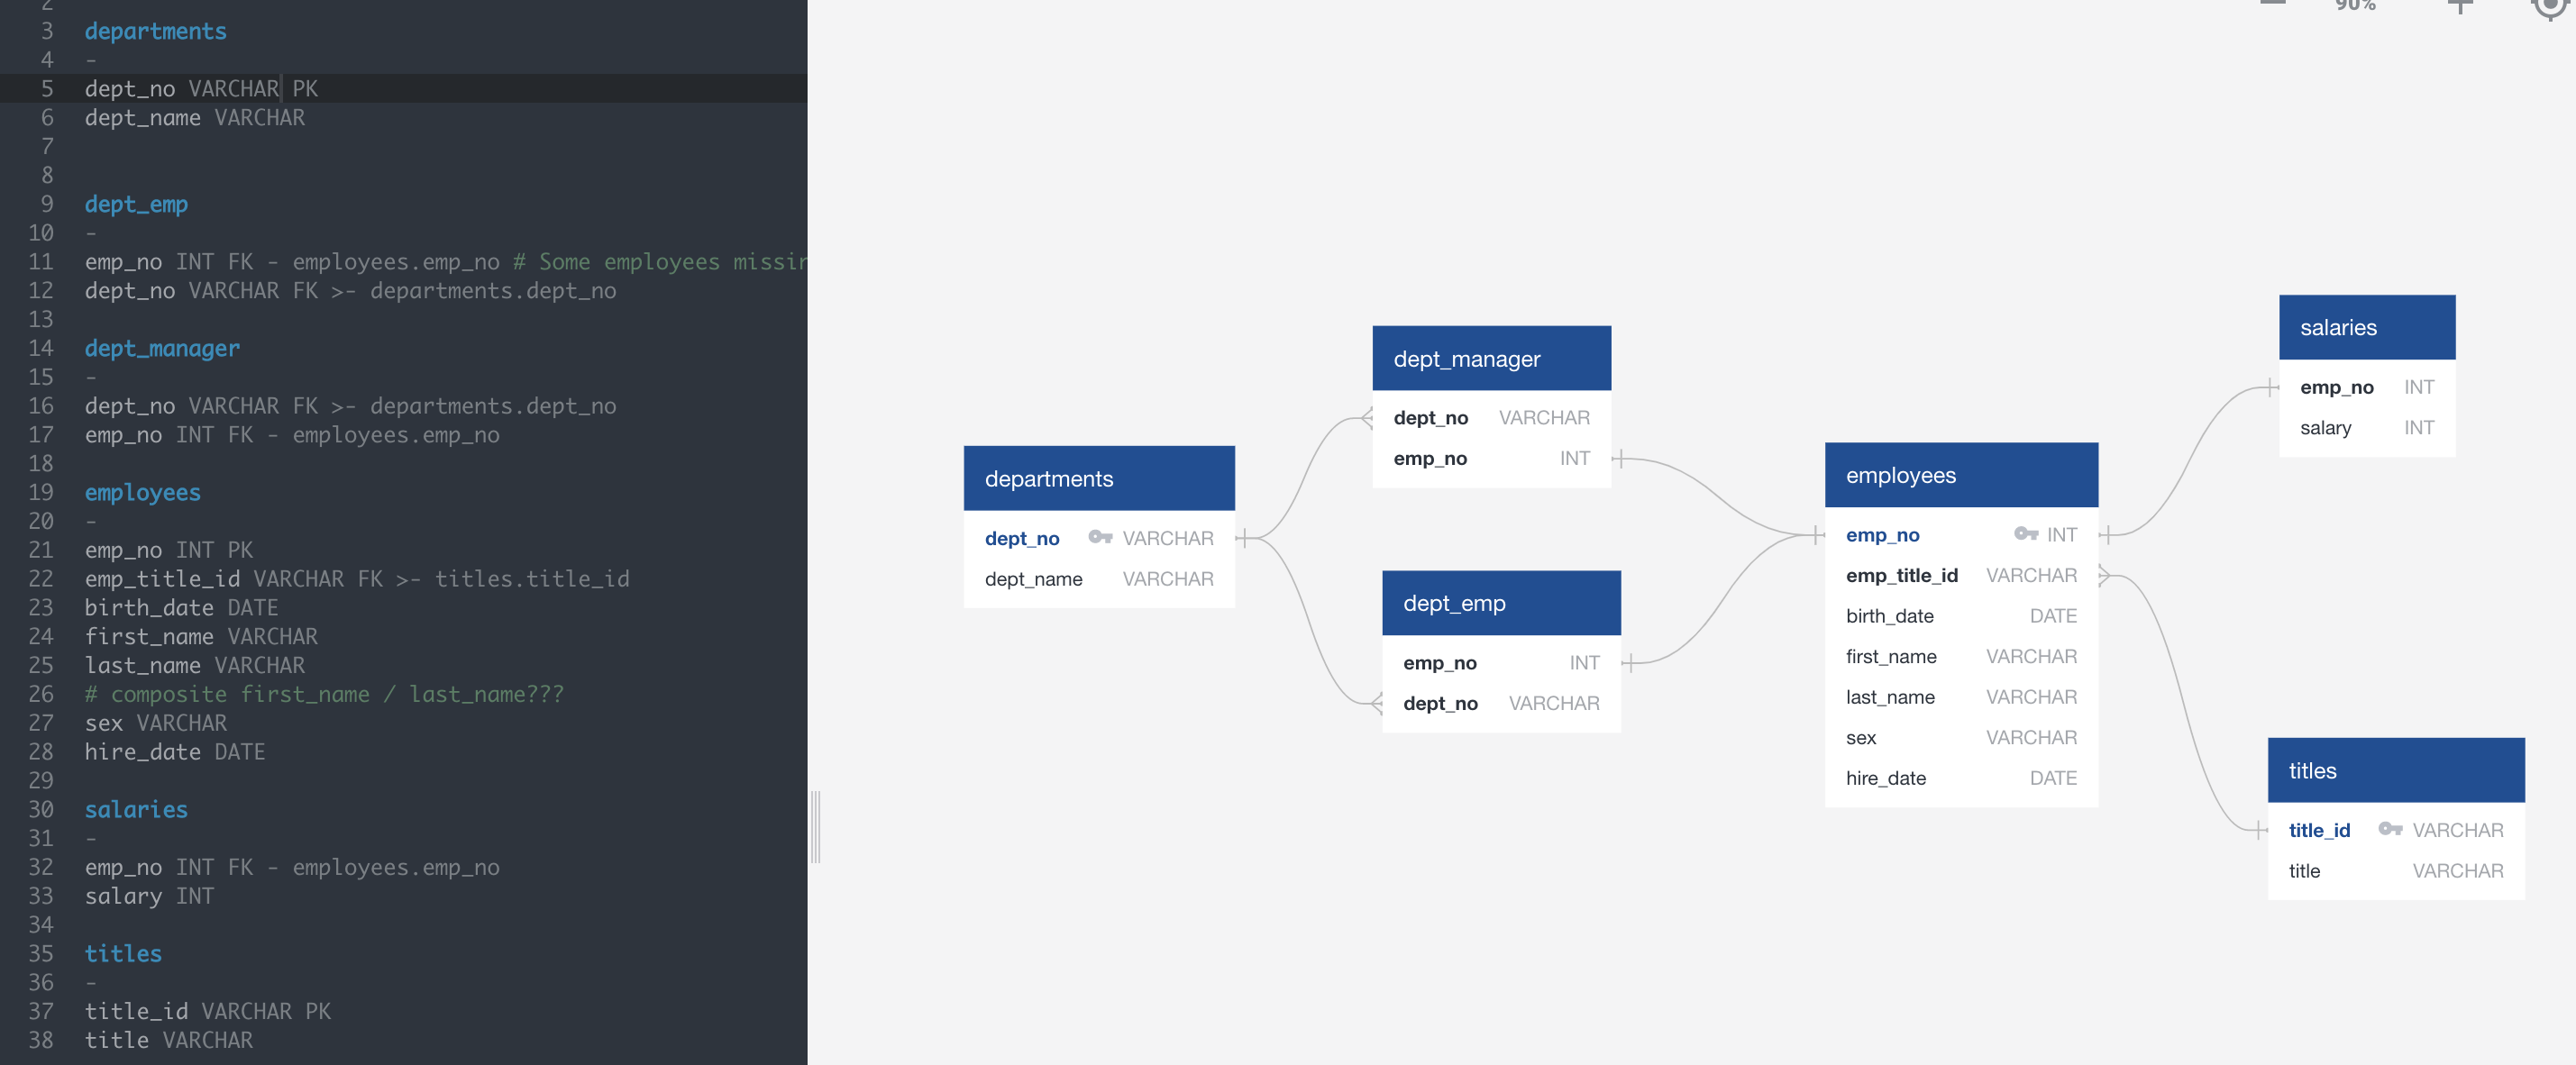 2
3 departments
4 -
5 dept_no VARCHAR PK
6 dept_name VARCHAR
7
8
9 dept_emp
10 -
11 emp_no INT FK - employees.emp_no # Some employees missin
12 dept_no VARCHAR FK >- departments.dept_no
13
14 dept_manager
15 -
16 dept_no VARCHAR FK >- departments.dept_no
17 emp_no INT FK - employees.emp_no
18
19 employees
20 -
21 emp_no INT PK
22 emp_title_id VARCHAR FK >- titles.title_id
23 birth_date DATE
24 first_name VARCHAR
25 last_name VARCHAR
26 # composite first_name / last_name???
27 sex VARCHAR
28 hire_date DATE
29
30 salaries
31 -
32 emp_no INT FK - employees.emp_no
33 salary INT
34
35 titles
36 -
37 title_id VARCHAR PK
38 title VARCHAR
90%
departments
dept_no VARCHAR
dept_name VARCHAR
dept_manager
dept_no VARCHAR
emp_no INT
dept_emp
emp_no INT
dept_no VARCHAR
employees
emp_no INT
emp_title_id VARCHAR
birth_date DATE
first_name VARCHAR
last_name VARCHAR
sex VARCHAR
hire_date DATE
salaries
emp_no INT
salary INT
titles
title_id VARCHAR
title VARCHAR